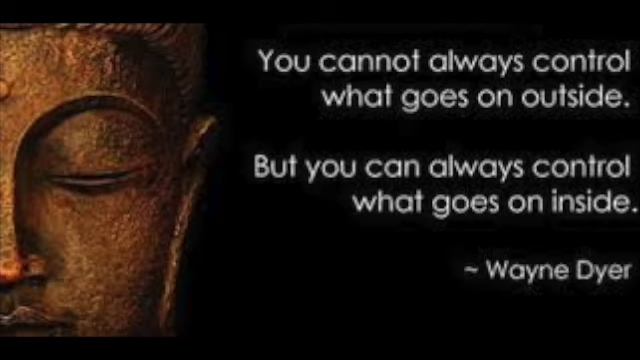 You cannot always control
what goes on outside.
But you can always control
what goes on inside.
~ Wayne Dyer